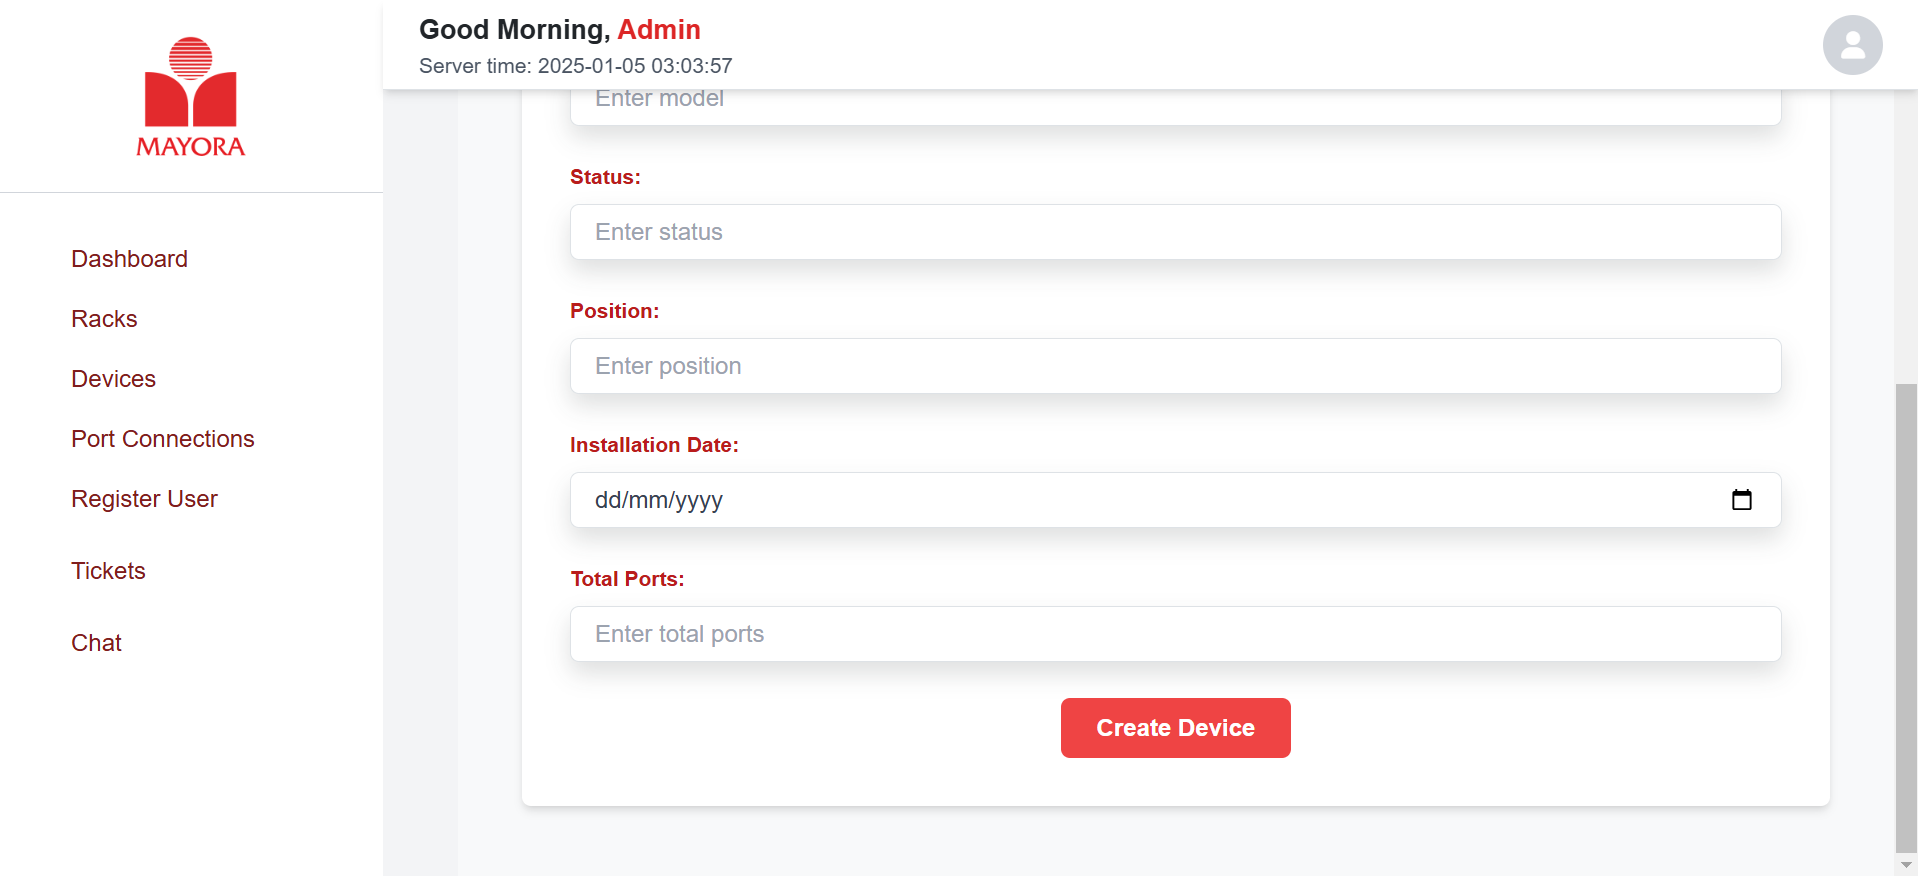 MAYORA
Dashboard
Racks
Devices
Port Connections
Register User
Tickets
Chat
Good Morning, Admin
Server time: 2025-01-05 03:03:57
Enter model
Status:
Enter status
Position:
Enter position
Installation Date:
dd/mm/yyyy
Total Ports:
Enter total ports
Create Device